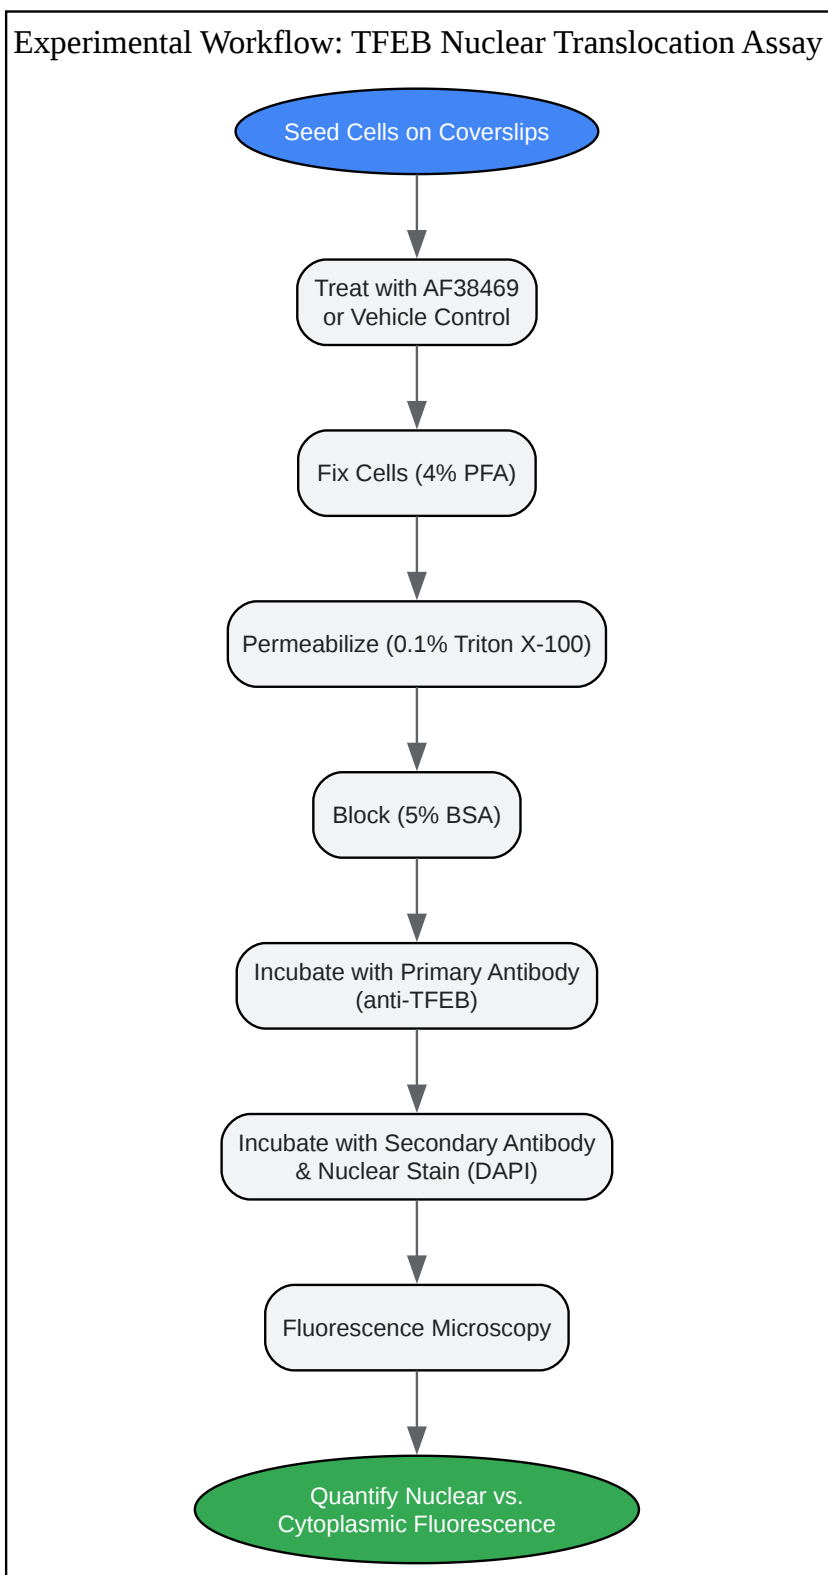 Experimental Workflow: TFEB Nuclear Translocation Assay
Seed Cells on Coverslips
Treat with AF38469
or Vehicle Control
Fix Cells (4% PFA)
Permeabilize (0.1% Triton X-100)
Block (5% BSA)
Incubate with Primary Antibody
(anti-TFEB)
Incubate with Secondary Antibody
& Nuclear Stain (DAPI)
Fluorescence Microscopy
Quantify Nuclear vs.
Cytoplasmic Fluorescence